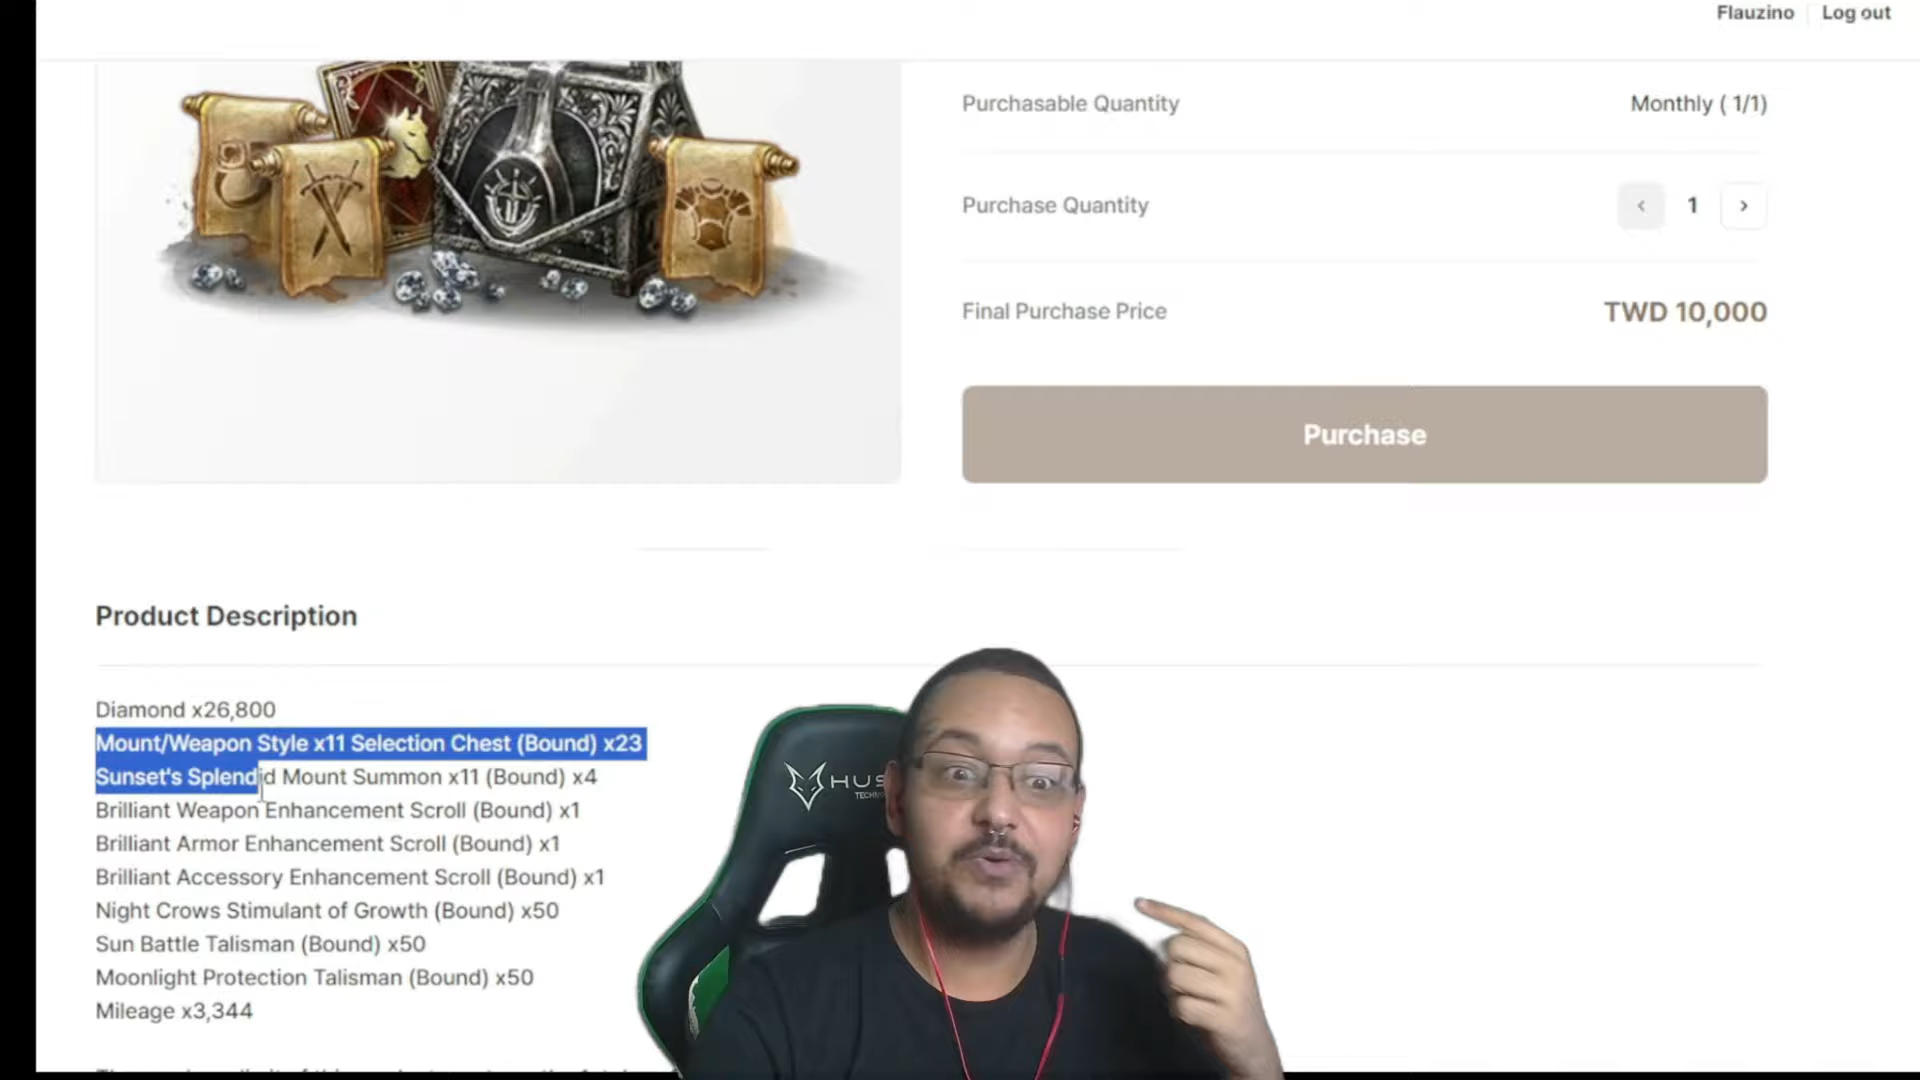 Flauzino Log out
Purchasable Quantity Monthly ( 1/1)
Purchase Quantity < 1 >
Final Purchase Price TWD 10,000
Purchase
Product Description
Diamond x26,800
Mount/Weapon Style x11 Selection Chest (Bound) x23
Sunset's Splendid Mount Summon x11 (Bound) x4
Brilliant Weapon Enhancement Scroll (Bound) x1
Brilliant Armor Enhancement Scroll (Bound) x1
Brilliant Accessory Enhancement Scroll (Bound) x1
Night Crows Stimulant of Growth (Bound) x50
Sun Battle Talisman (Bound) x50
Moonlight Protection Talisman (Bound) x50
Mileage x3,344
HUS